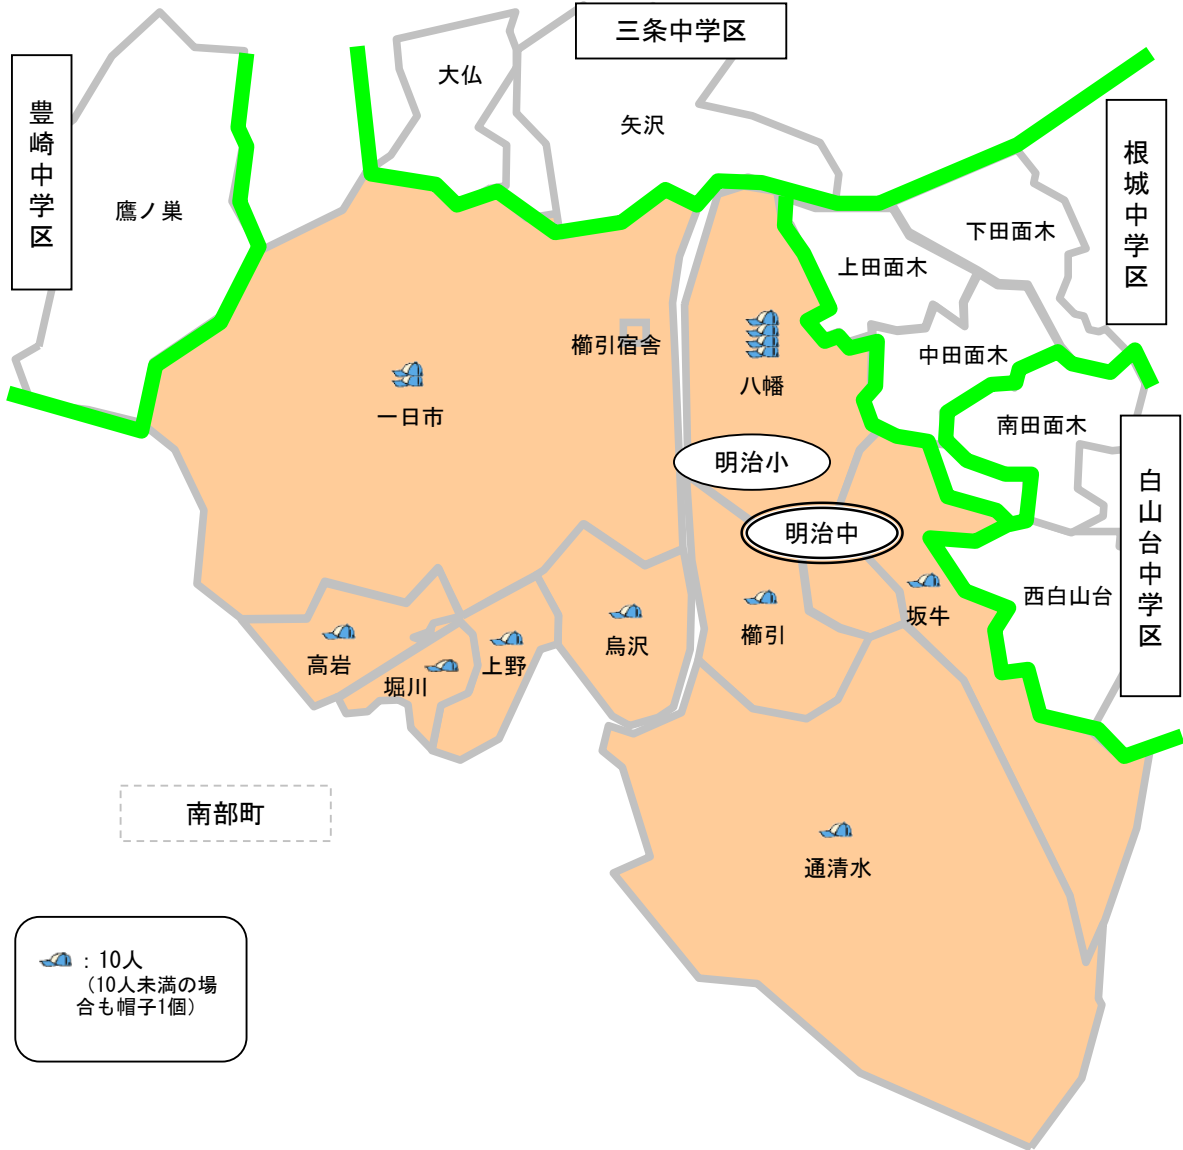 三条中学区
大仏
矢沢
豊崎中学区
根城中学区
鷹ノ巣
下田面木
上田面木
櫛引宿舎
中田面木
八幡
一日市
南田面木
明治小
白山台中学区
明治中
西白山台
坂牛
櫛引
烏沢
高岩
上野
堀川
南部町
通清水
：10人
（10人未満の場
合も帽子1個）